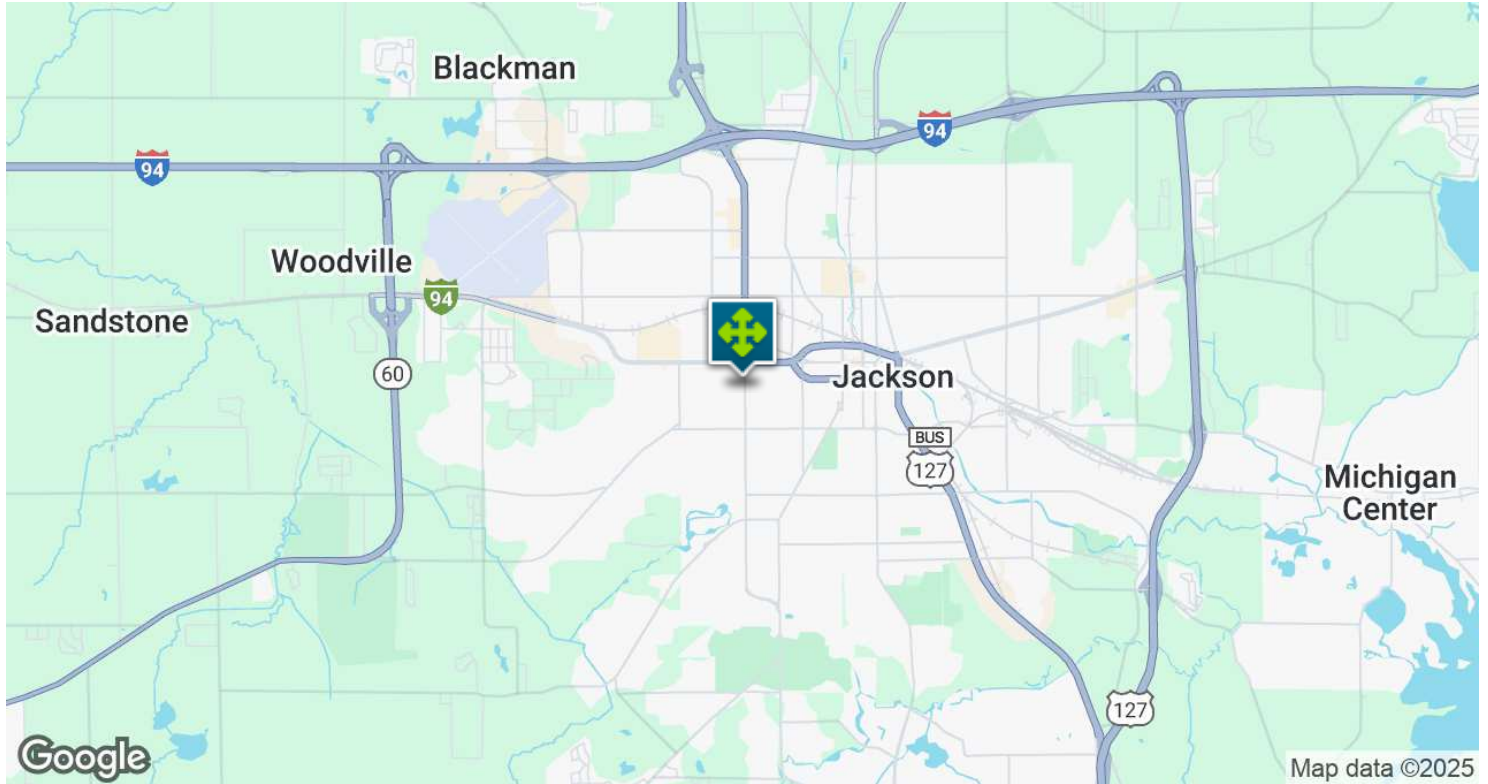 Blackman
94
94
Woodville
94
Sandstone
60
Jackson
BUS
127
Michigan
Center
127
Google
Map data ©2025